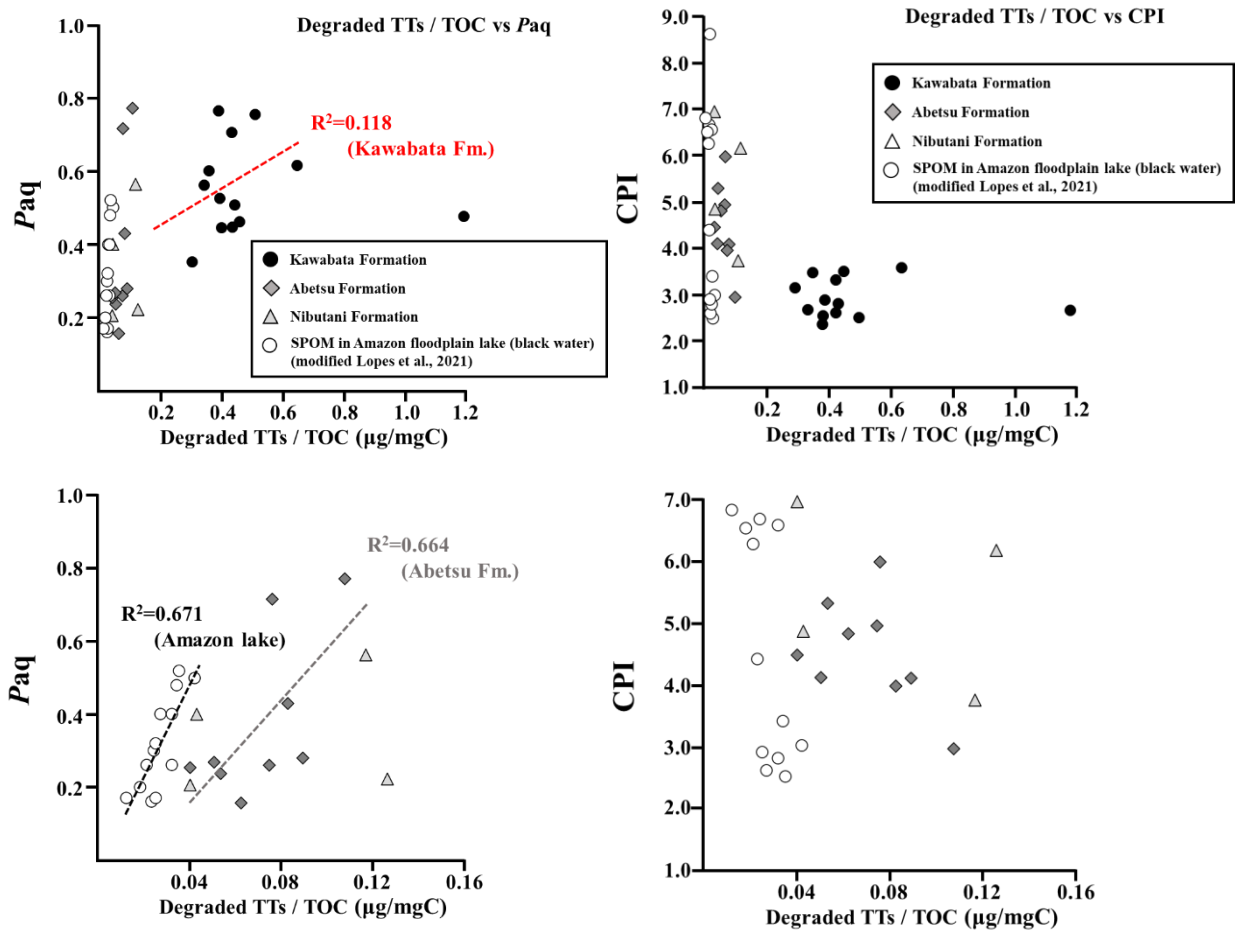 Degraded TTs / TOC vs Paq
1.0
0.8
0.6
0.4
0.2
Paq
R²=0.118
(Kawabata Fm.)
Kawabata Formation
Abetsu Formation
Nibutani Formation
SPOM in Amazon floodplain lake (black water)
(modified Lopes et al., 2021)
0.2 0.4 0.6 0.8 1.0 1.2
Degraded TTs / TOC (μg/mgC)
Degraded TTs / TOC vs CPI
9.0
8.0
7.0
6.0
5.0
4.0
3.0
2.0
1.0
CPI
Kawabata Formation
Abetsu Formation
Nibutani Formation
SPOM in Amazon floodplain lake (black water)
(modified Lopes et al., 2021)
0.2 0.4 0.6 0.8 1.0 1.2
Degraded TTs / TOC (μg/mgC)
1.0
0.8
0.6
0.4
0.2
Paq
R²=0.664
(Abetsu Fm.)
R²=0.671
(Amazon lake)
0.04 0.08 0.12 0.16
Degraded TTs / TOC (μg/mgC)
7.0
6.0
5.0
4.0
3.0
2.0
1.0
CPI
0.04 0.08 0.12 0.16
Degraded TTs / TOC (μg/mgC)